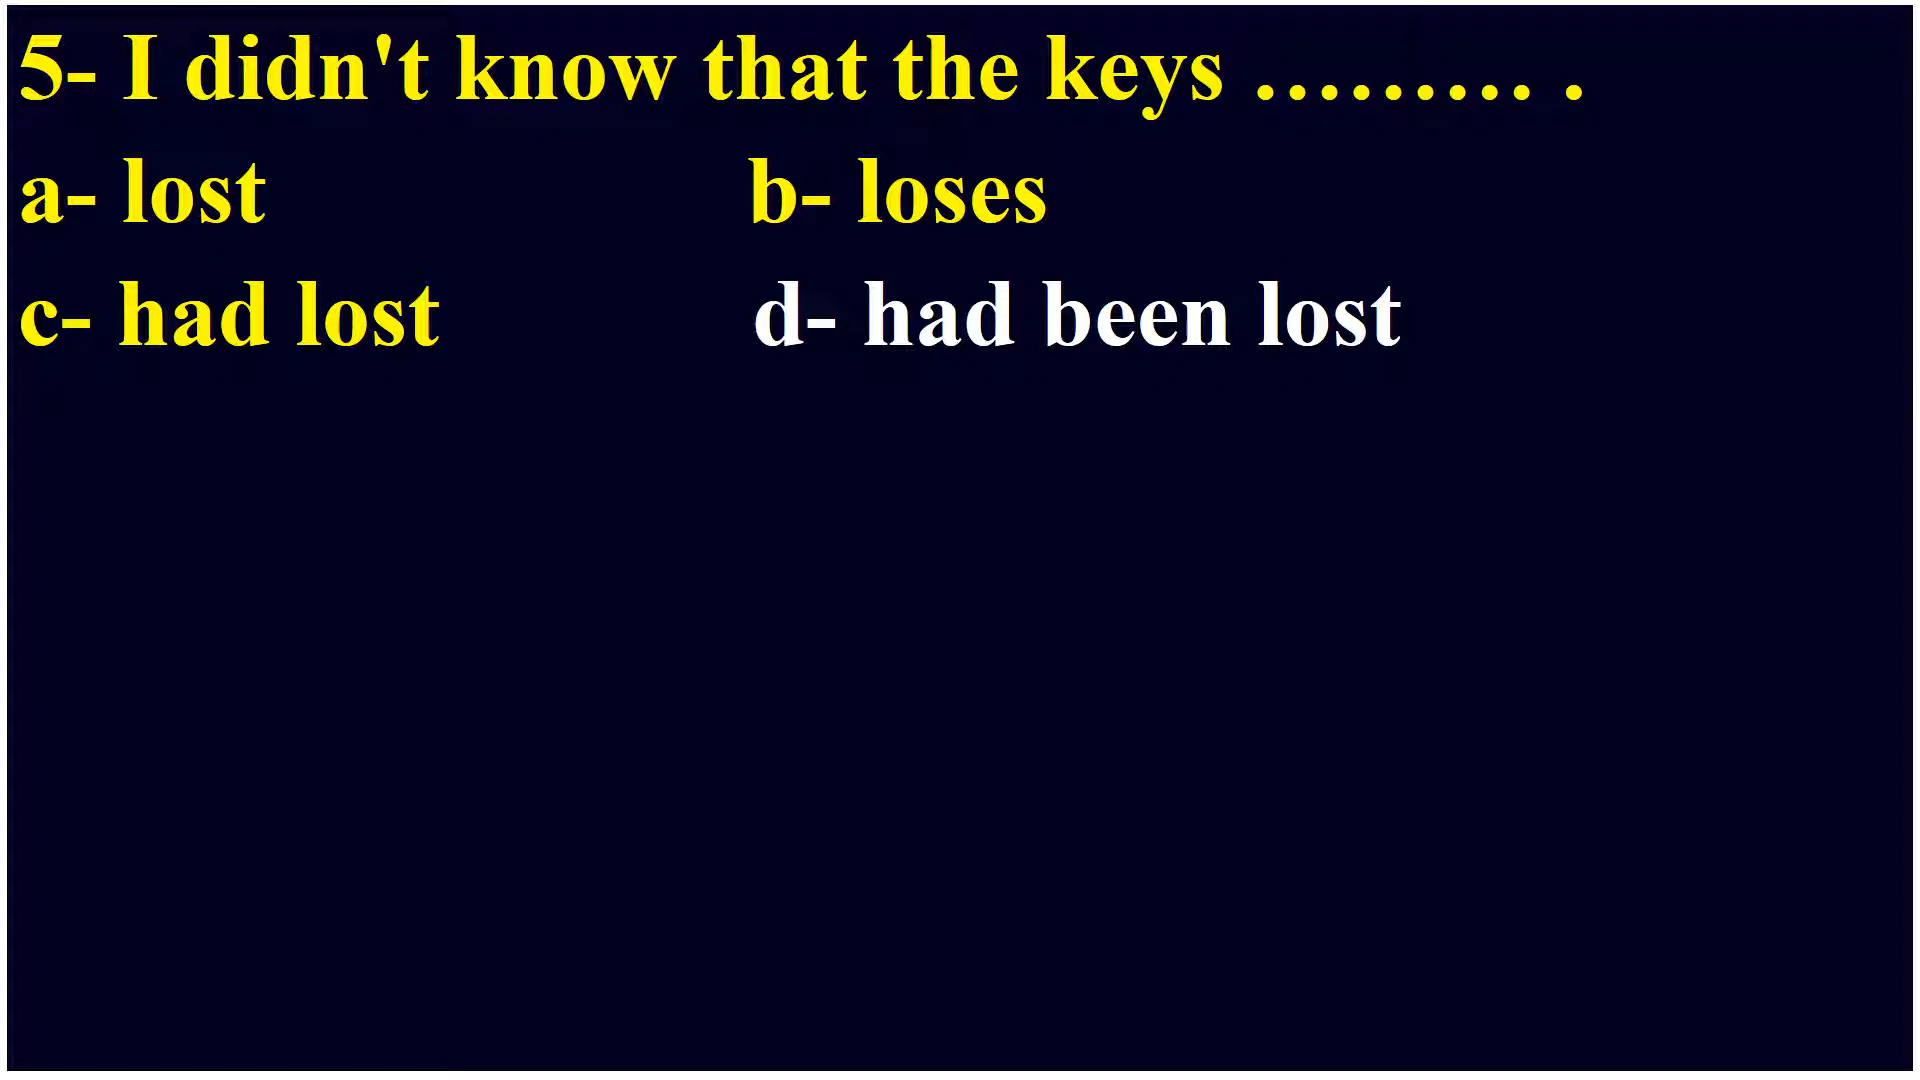 5- I didn't know that the keys ……… .
a- lost b- loses
c- had lost d- had been lost